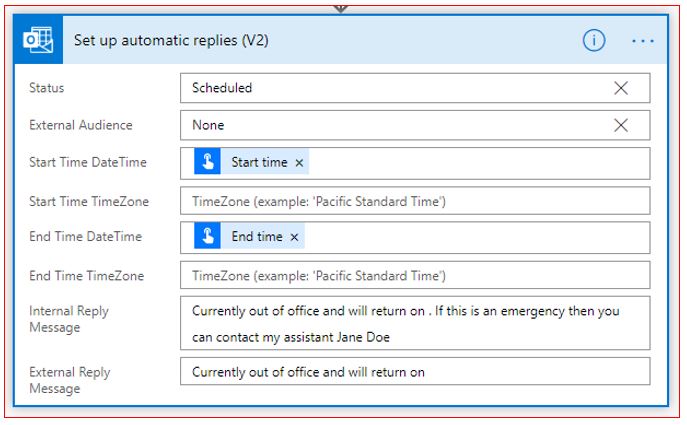 Set up automatic replies (V2)
Status
Scheduled
External Audience
None
Start Time DateTime
Start time
Start Time TimeZone
TimeZone (example: 'Pacific Standard Time')
End Time DateTime
End time
End Time TimeZone
TimeZone (example: 'Pacific Standard Time')
Internal Reply
Message
Currently out of office and will return on . If this is an emergency then you
can contact my assistant Jane Doe
External Reply
Message
Currently out of office and will return on